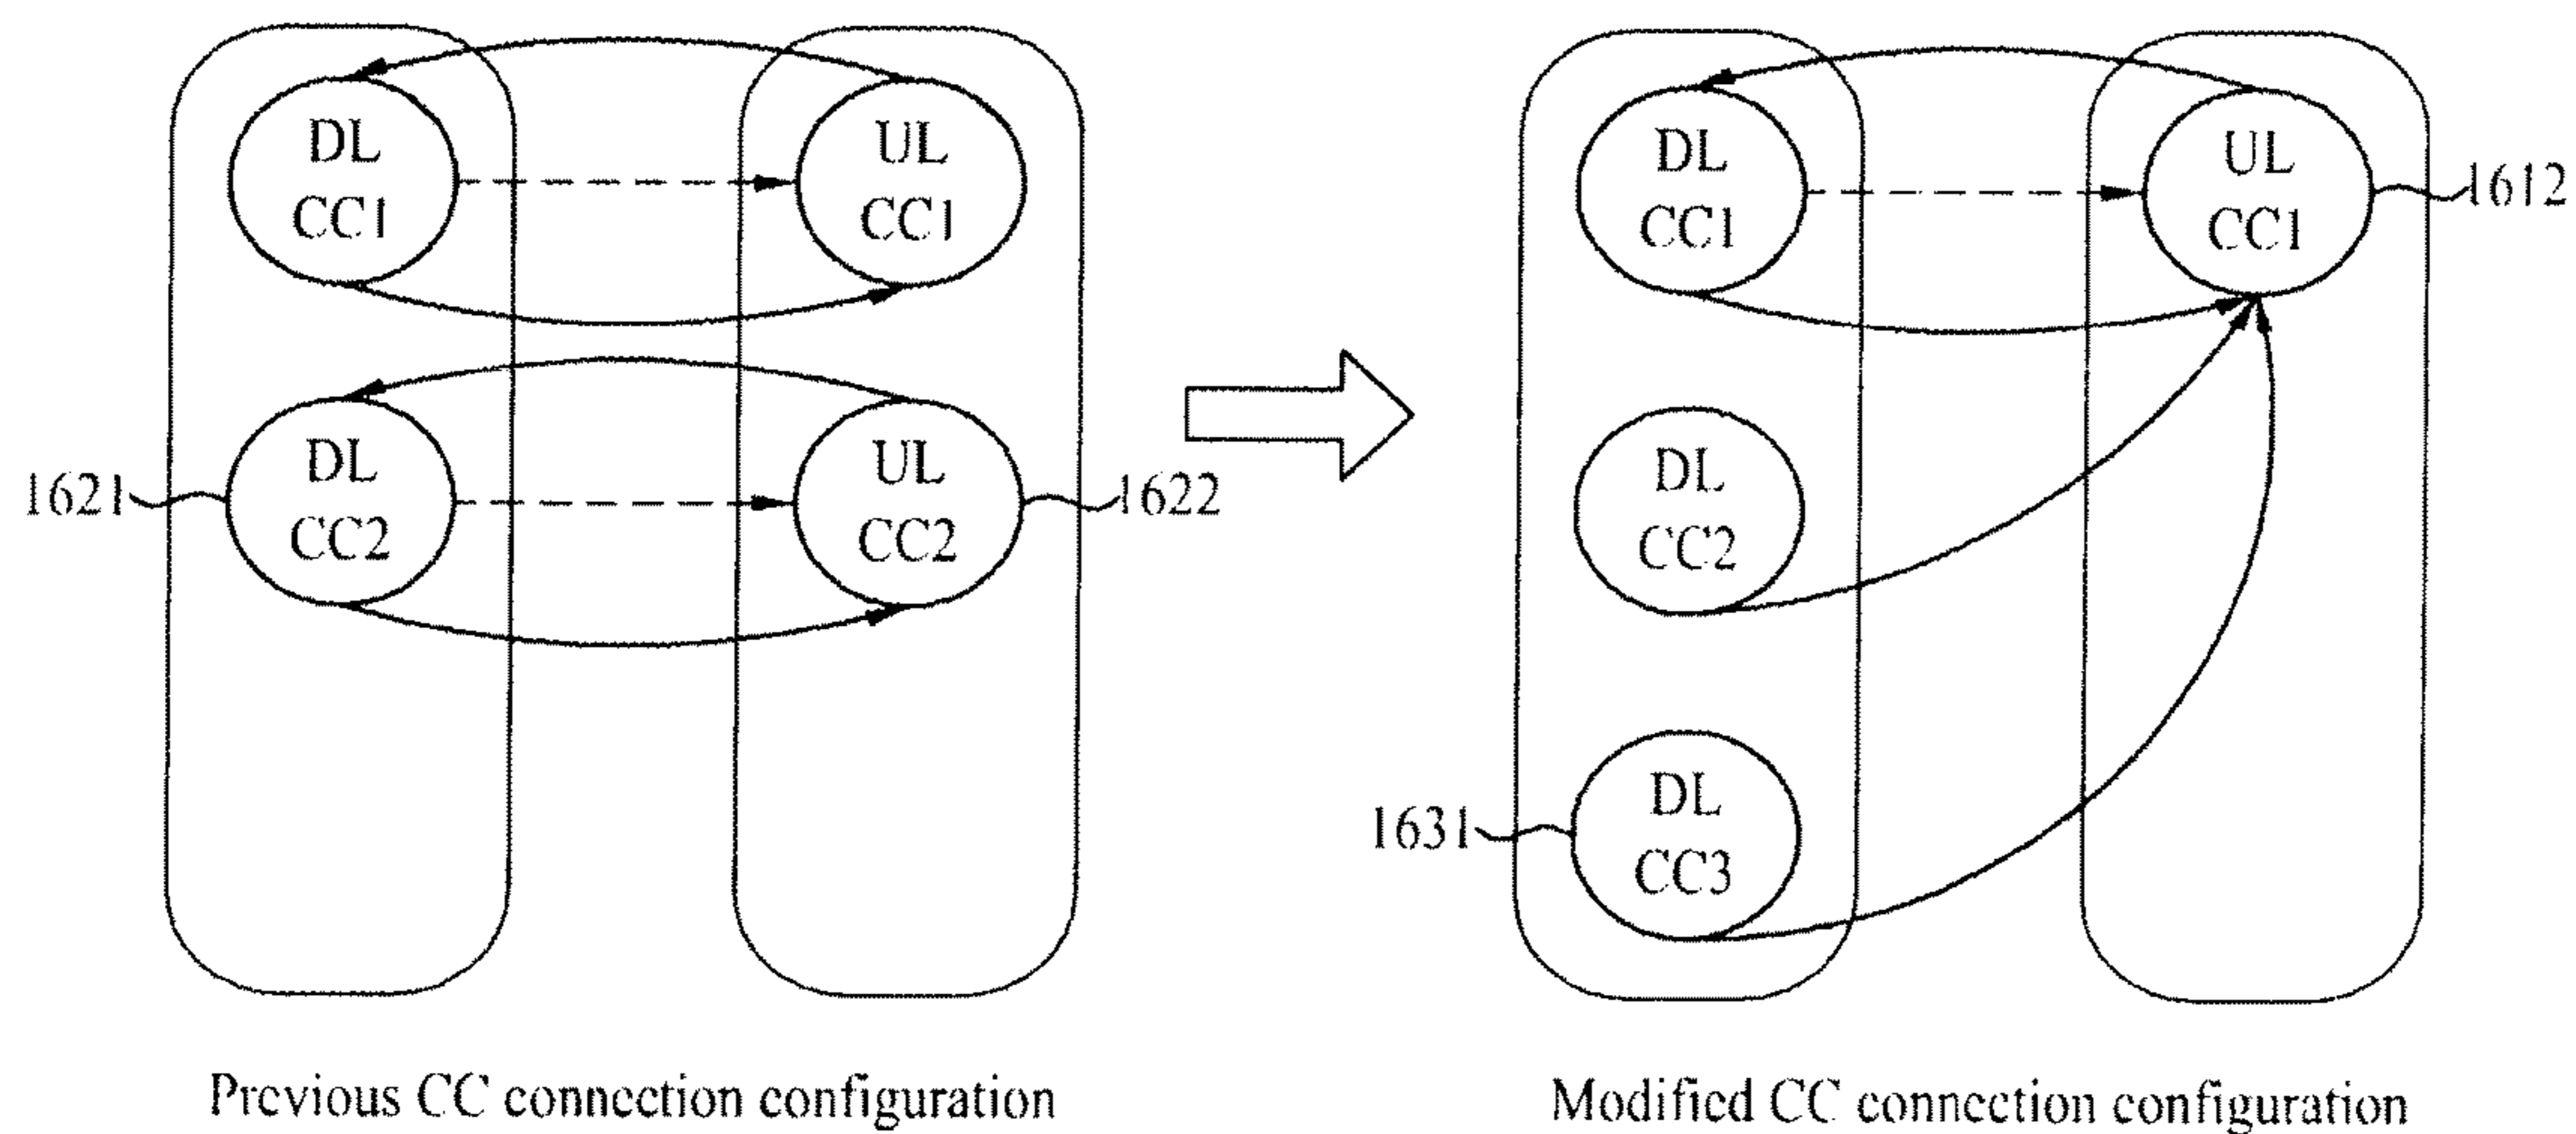 DL
CC1
UL
CC1
DL
CC2
UL
CC2
1621
1622
Previous CC connection configuration
DL
CC1
UL
CC1
1612
DL
CC2
DL
CC3
1631
Modified CC connection configuration